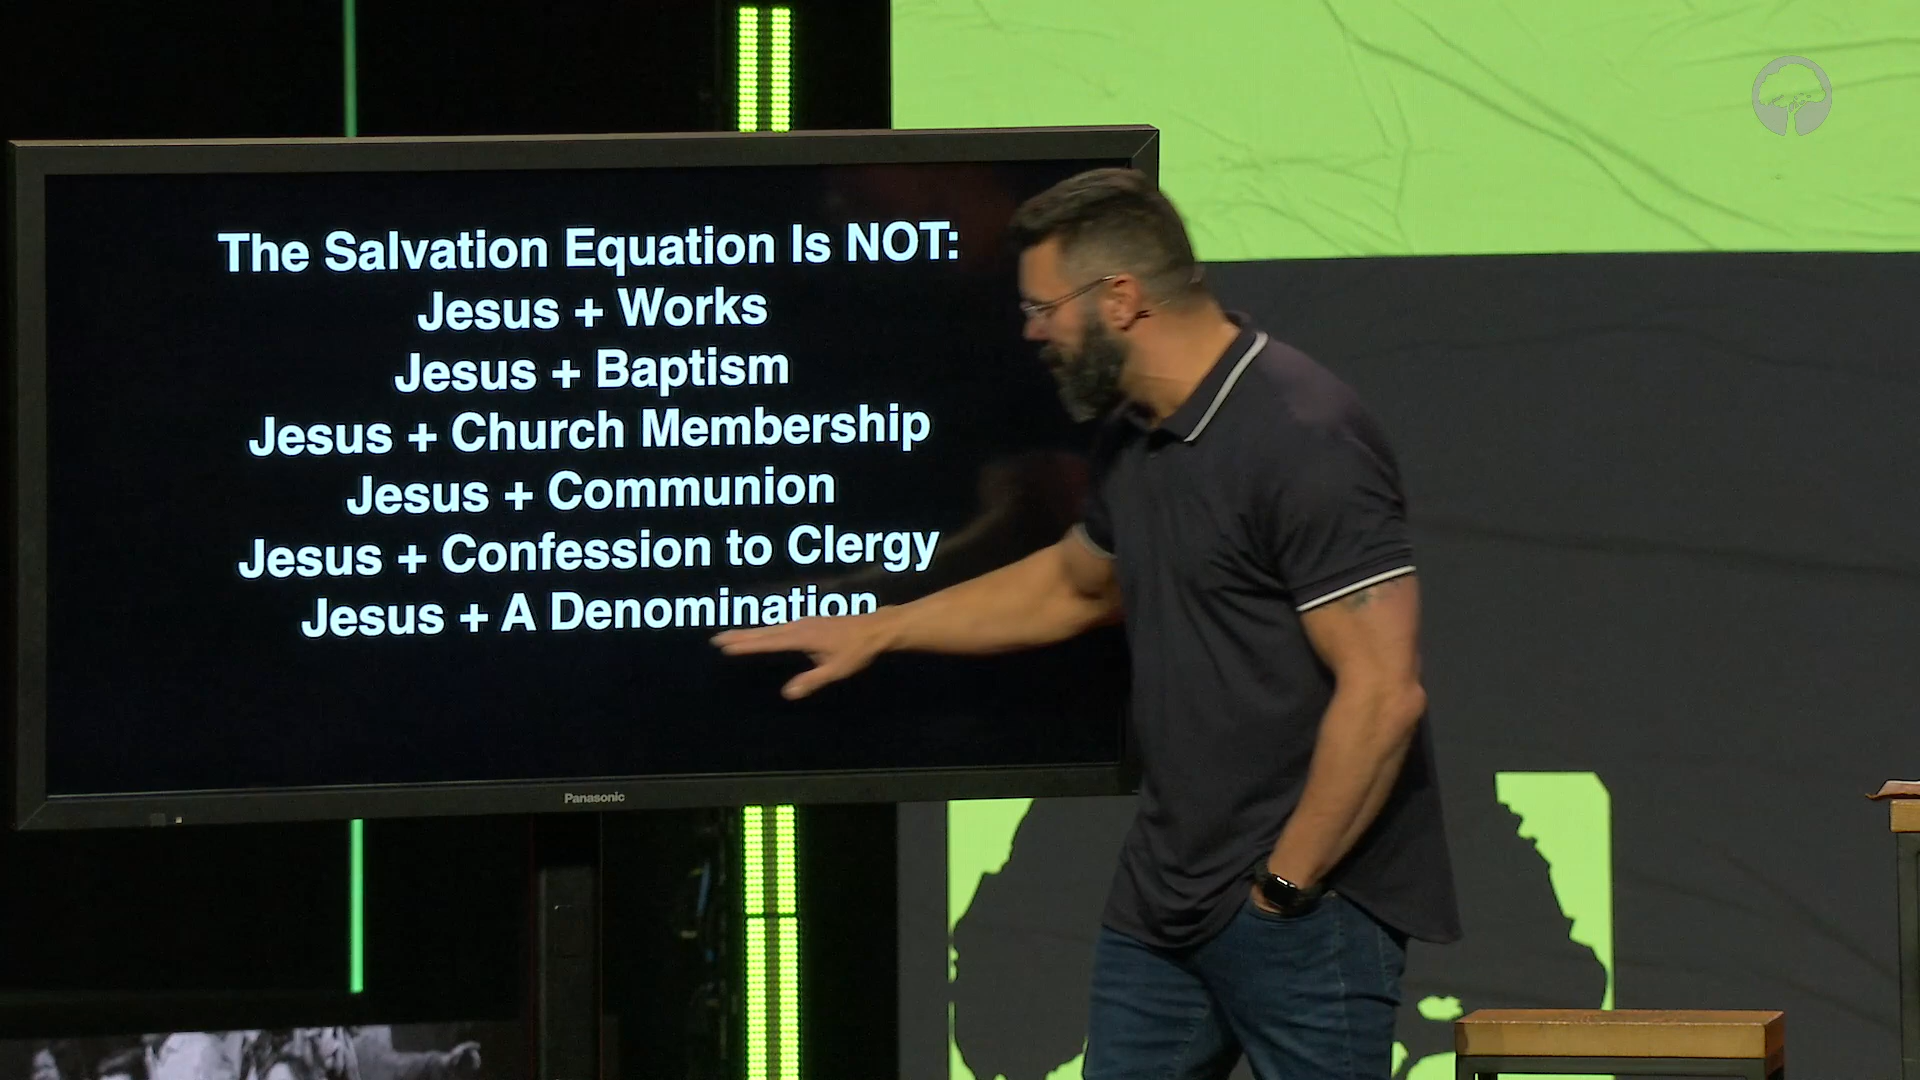 The Salvation Equation Is NOT:
Jesus + Works
Jesus + Baptism
Jesus + Church Membership
Jesus + Communion
Jesus + Confession to Clergy
Jesus + A Denomination
Panasonic